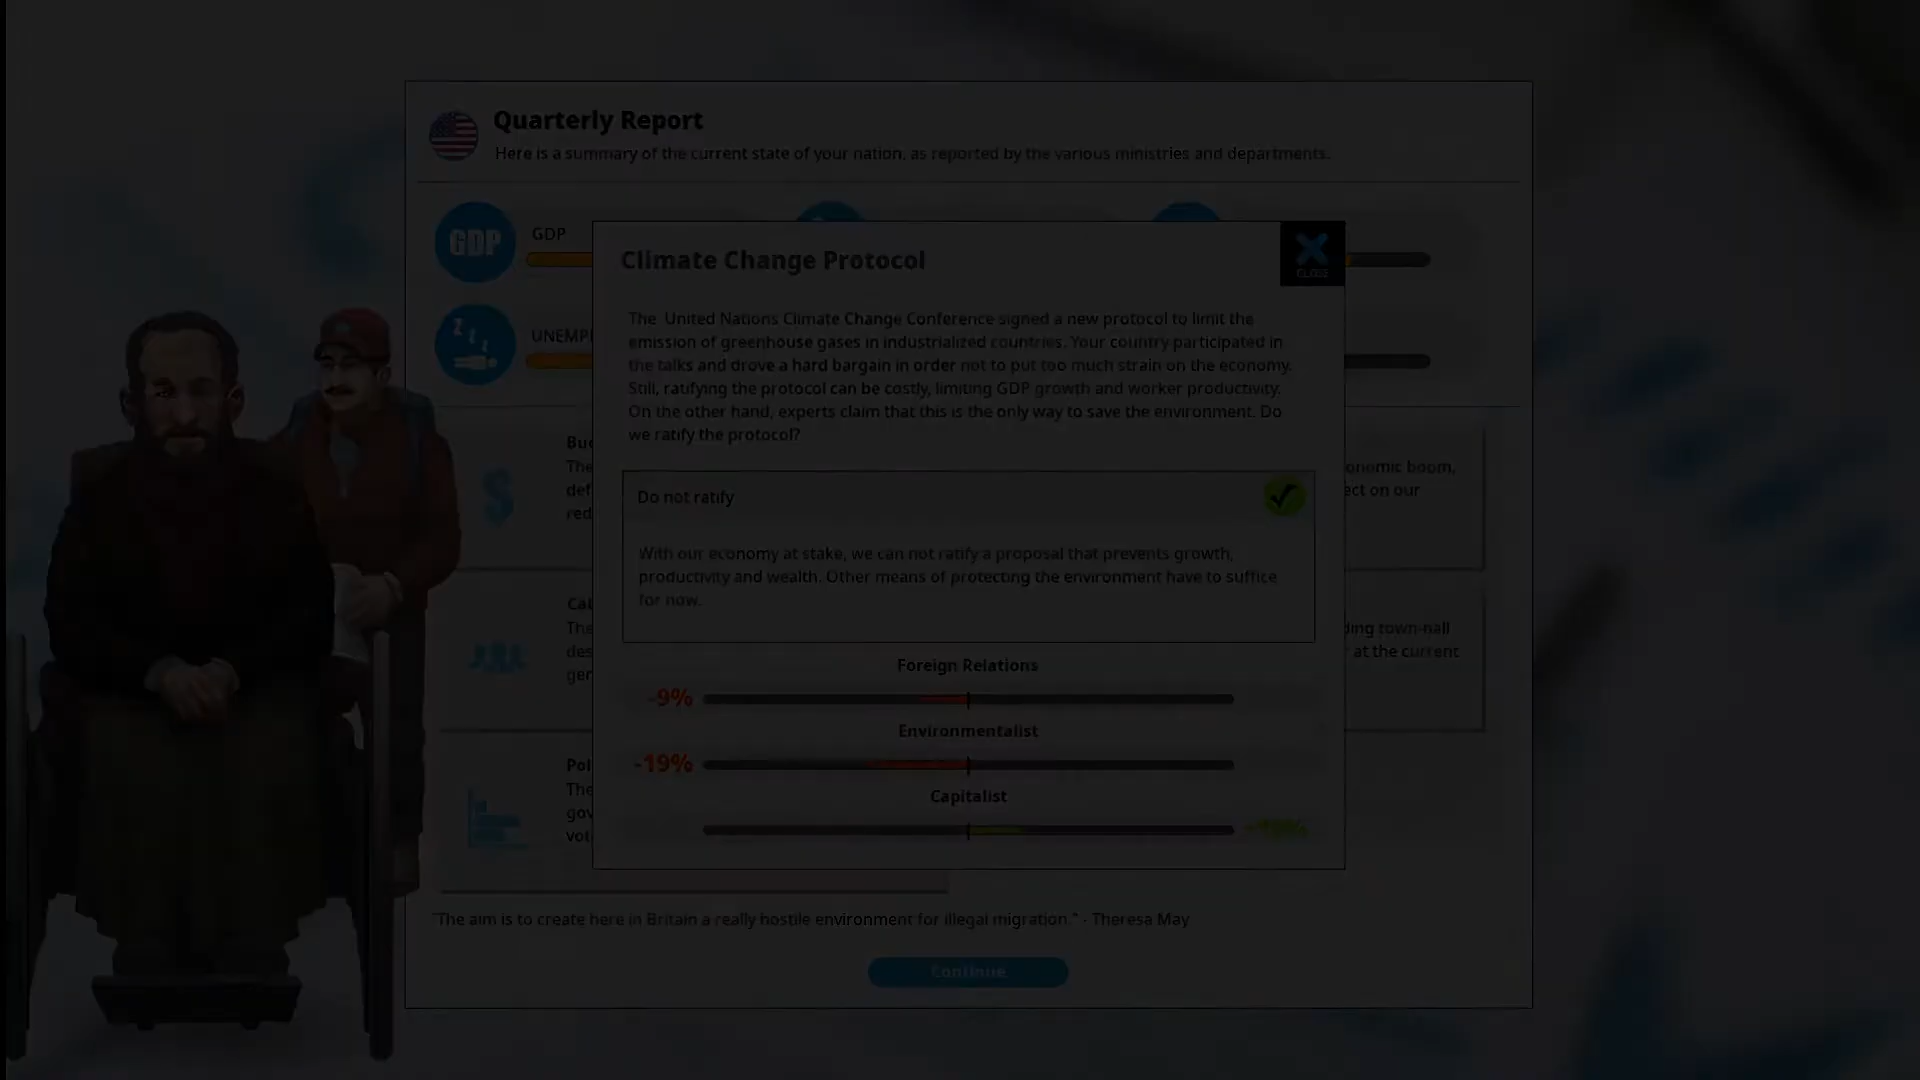 Quarterly Report
Here is a summary of the current state of your nation, as reported by the various ministries and departments.
GDP
GDP
CLOSE
Climate Change Protocol
The United Nations Climate Change Conference signed a new protocol to limit the
emission of greenhouse gases in industrialized countries. Your country participated in
the talks and drove a hard bargain in order not to put too much strain on the economy.
Still, ratifying the protocol can be costly, limiting GDP growth and worker productivity.
On the other hand, experts claim that this is the only way to save the environment. Do
we ratify the protocol?
Do not ratify
With our economy at stake, we can not ratify a proposal that prevents growth,
productivity and wealth. Other means of protecting the environment have to suffice
for now.
Foreign Relations
-9%
Environmentalist
-19%
Capitalist
Z z z z
UNEMP
The
The
The
onomic boom,
ect on our
town-hall
at the current
"The aim is to create here in Britain a really hostile environment for illegal migration." - Theresa May
Continue